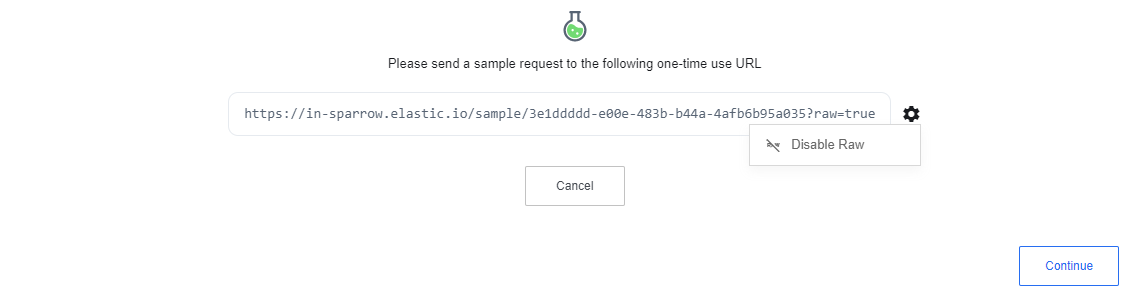 Please send a sample request to the following one-time use URL
https://in-sparrow.elastic.io/sample/3e1ddddd-e00e-483b-b44a-4afb6b95a035?raw=true
Disable Raw
Cancel
Continue